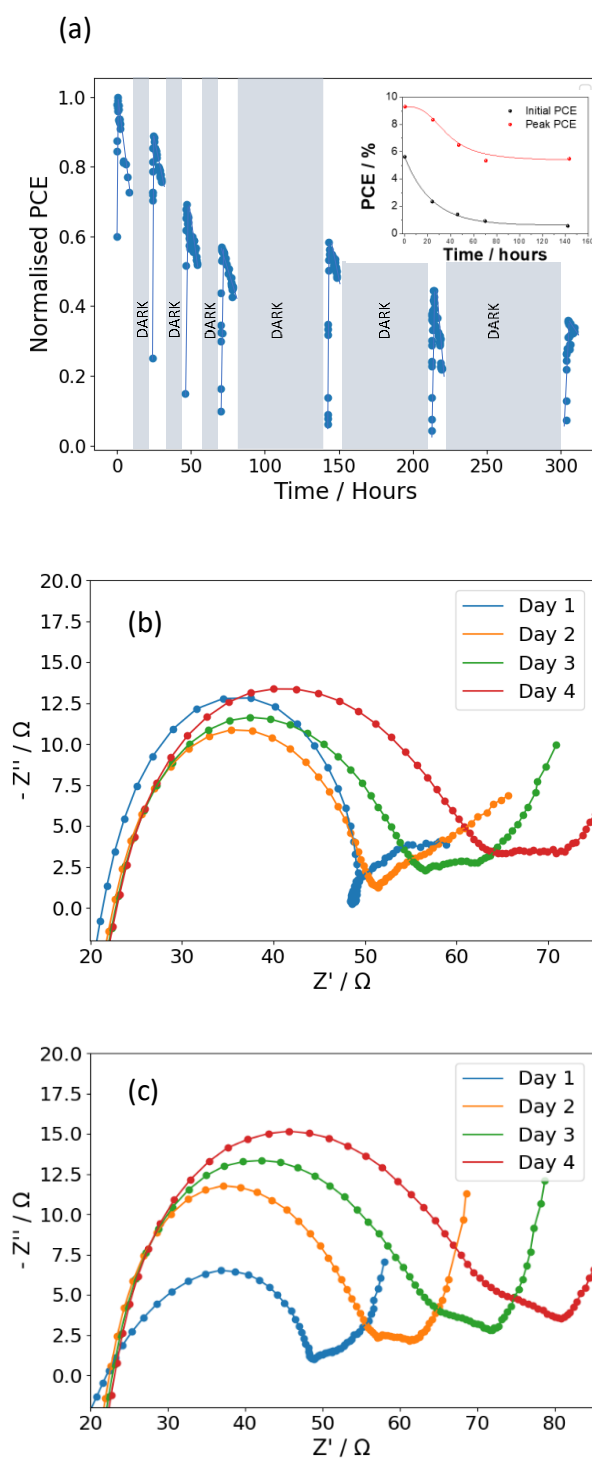 (a)
Normalised PCE
1.0
0.8
0.6
0.4
0.2
0.0
DARK
DARK
DARK
DARK
DARK
DARK
0
50
100
150
200
250
300
Time / Hours
PCE / %
10
8
6
4
2
0
Initial PCE
Peak PCE
0 20 40 60 80 100 120 140 160
Time / hours
(b)
- Z'' / Ω
20.0
17.5
15.0
12.5
10.0
7.5
5.0
2.5
0.0
Day 1
Day 2
Day 3
Day 4
20 30 40 50 60 70
Z' / Ω
(c)
- Z'' / Ω
20.0
17.5
15.0
12.5
10.0
7.5
5.0
2.5
0.0
Day 1
Day 2
Day 3
Day 4
20 30 40 50 60 70 80
Z' / Ω